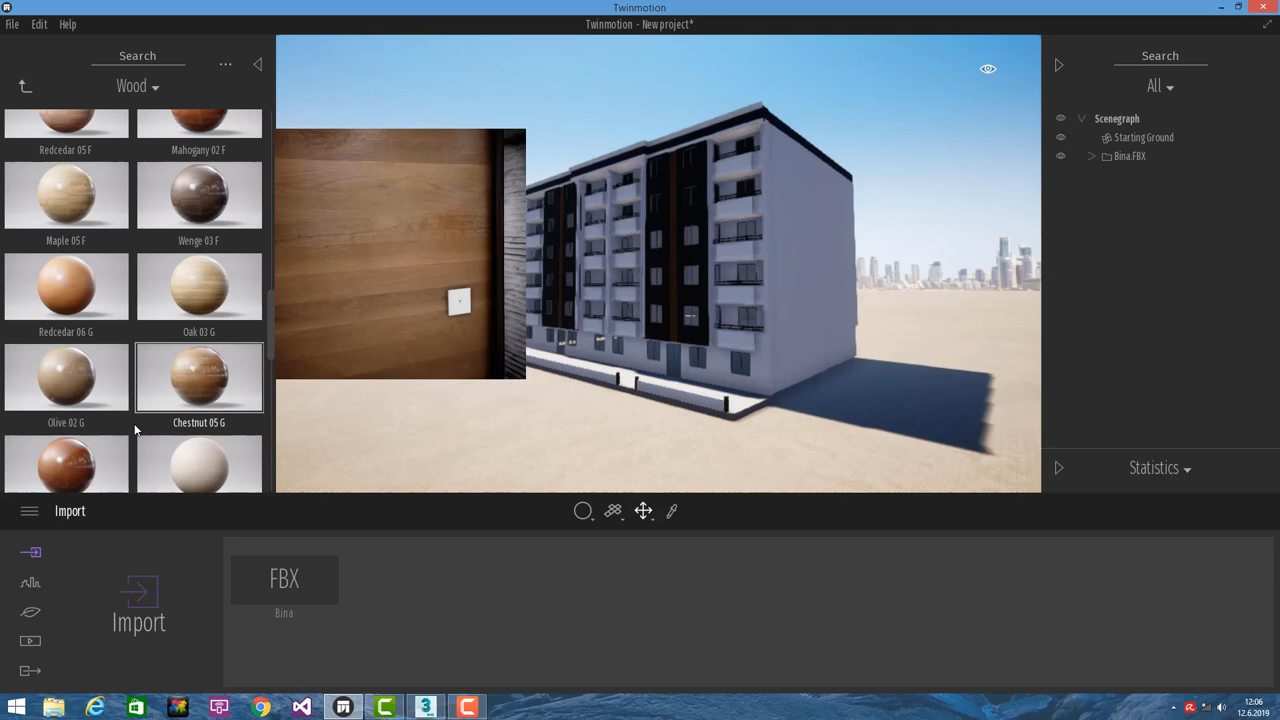 Twinmotion
File Edit Help
Twinmotion - New project*
Search
...
Wood
Redcedar 05 F
Mahogany 02 F
Maple 05 F
Wenge 03 F
Redcedar 06 G
Oak 03 G
Olive 02 G
Chestnut 05 G
Search
All
Scenegraph
Starting Ground
Bina.FBX
Statistics
Import
Import
FBX
Bina
12:06
12.6.2019